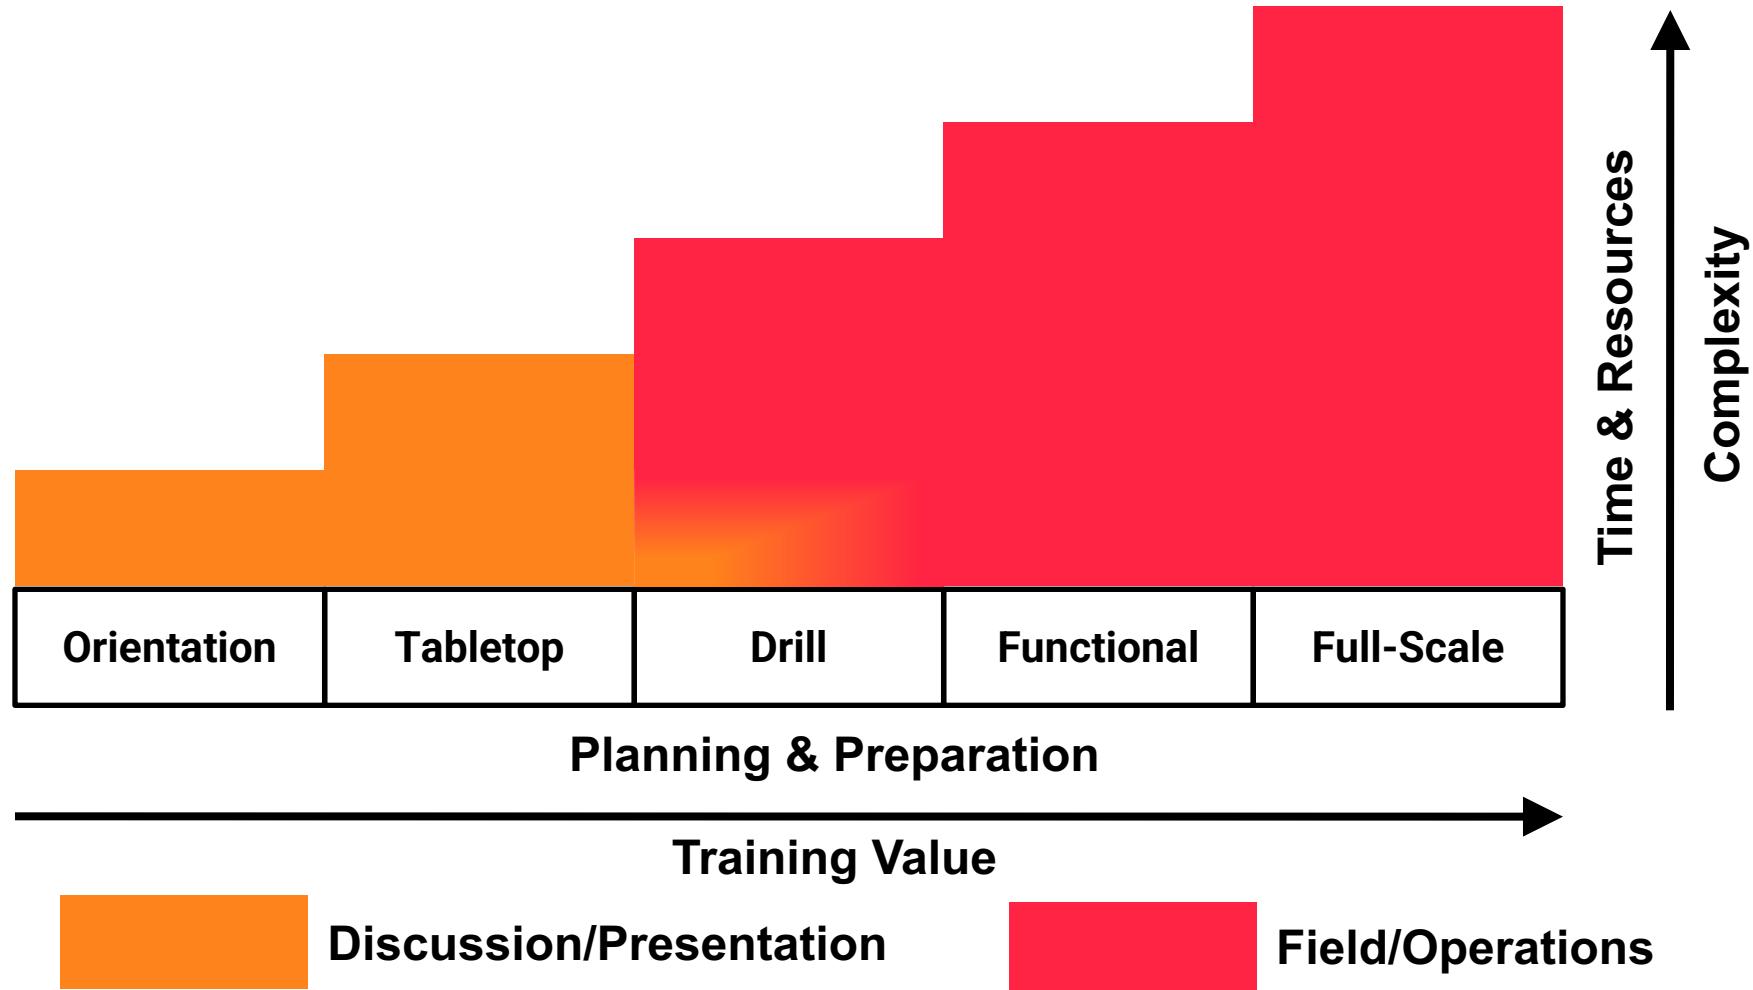 Orientation
Tabletop
Drill
Functional
Full-Scale
Time & Resources
Complexity
Planning & Preparation
Training Value
Discussion/Presentation
Field/Operations